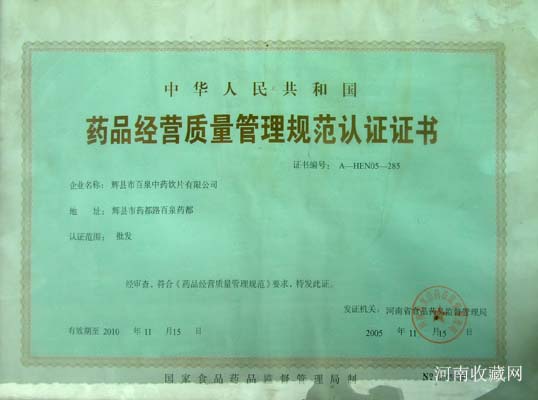 中华人民共和国
药品经营质量管理规范认证证书
证书编号： A—HEN05—285
企业名称： 辉县市百泉中药饮片有限公司
地　　址： 辉县市药都路百泉药都
认证范围： 批发
经审查，符合《药品经营质量管理规范》要求，特发此证。
发证机关： 河南省食品药品监督管理局
有效期至 2010 年 11 月 15 日
2005 年 11 月 15 日
国家食品药品监督管理局制
№
河南收藏网